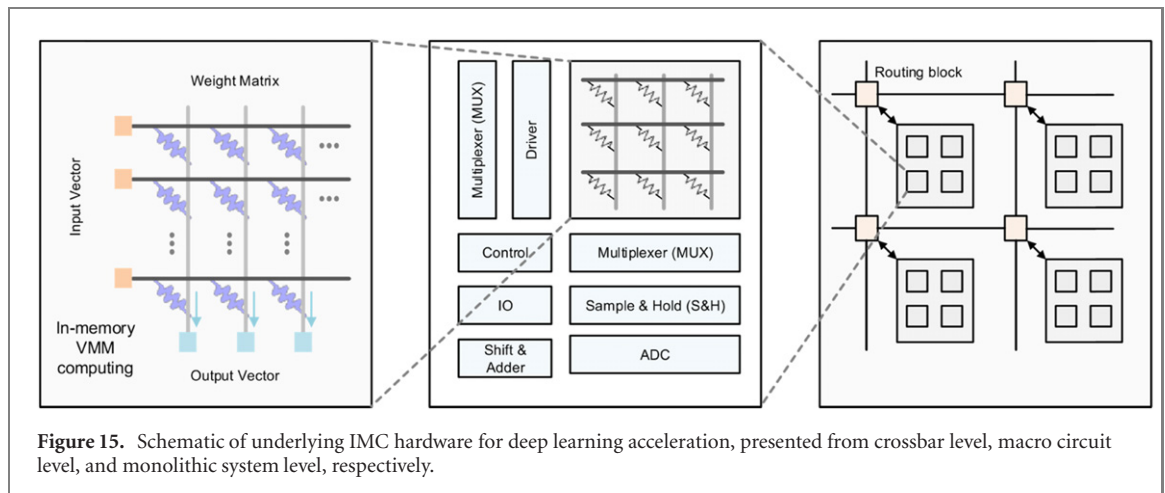 Weight Matrix
Input Vector
In-memory
VMM
computing
Output Vector
Multiplexer (MUX)
Driver
Control
Multiplexer (MUX)
IO
Sample & Hold (S&H)
Shift &
Adder
ADC
Routing block
Figure 15. Schematic of underlying IMC hardware for deep learning acceleration, presented from crossbar level, macro circuit
level, and monolithic system level, respectively.